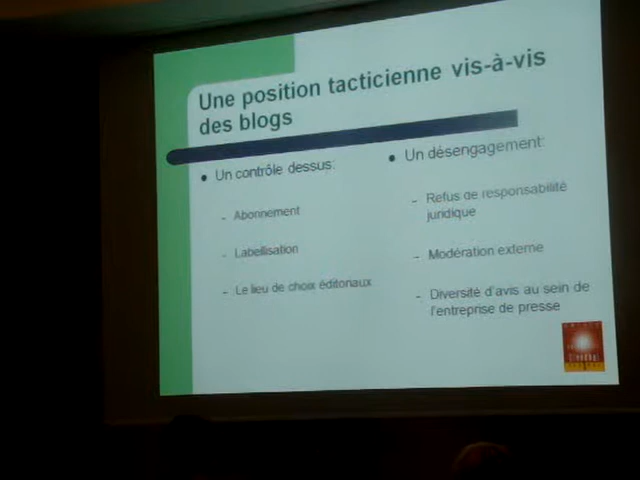 Une position tacticienne vis-à-vis
des blogs
• Un contrôle dessus:
- Abonnement
- Labellisation
- Le lieu de choix éditoriaux
• Un désengagement:
- Refus de responsabilité
juridique
- Modération externe
- Diversité d'avis au sein de
l'entreprise de presse